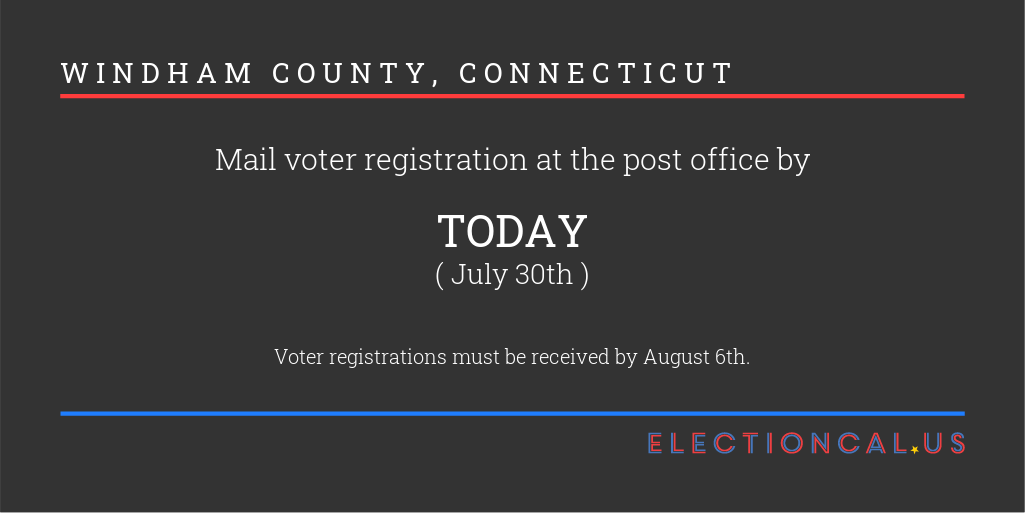 WINDHAM COUNTY, CONNECTICUT
Mail voter registration at the post office by
TODAY
( July 30th )
Voter registrations must be received by August 6th.
ELECTIONCAL.US